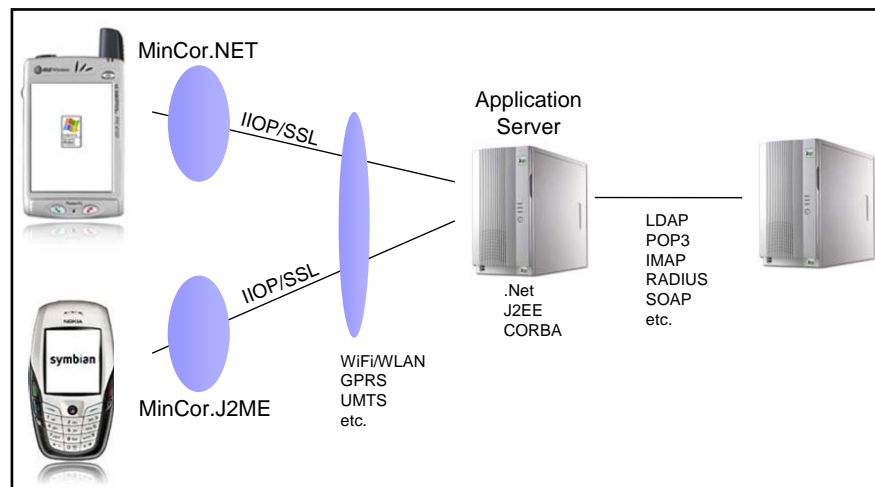 MinCor.NET
IIOP/SSL
Application
Server
LDAP
POP3
IMAP
RADIUS
SOAP
etc.
.Net
J2EE
CORBA
IIOP/SSL
NOKIA
symbian
MinCor.J2ME
WiFi/WLAN
GPRS
UMTS
etc.